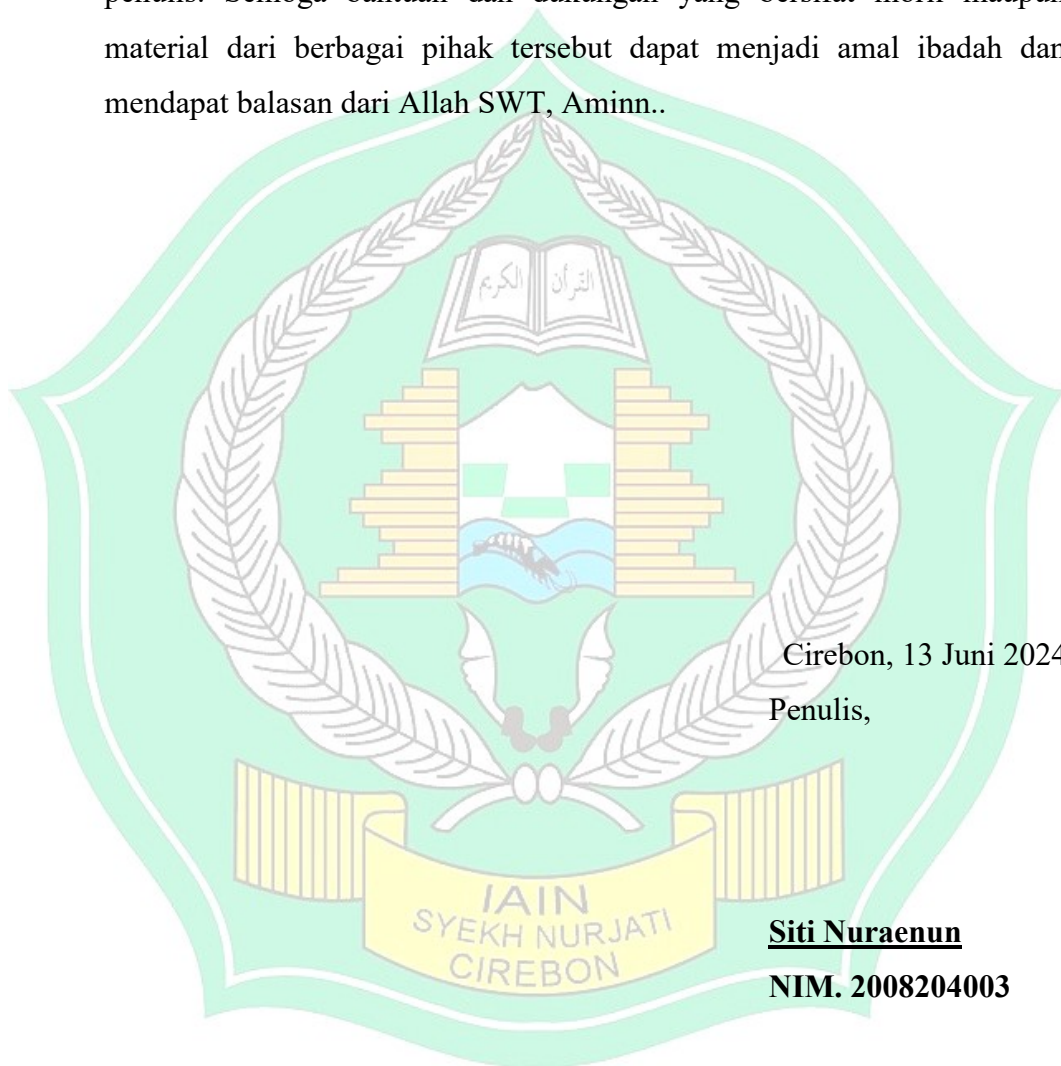 penulis. Semoga bantuan dan dukungan yang bersifat moril maupun
material dari berbagai pihak tersebut dapat menjadi amal ibadah dan
mendapat balasan dari Allah SWT, Aminn..
القرآن الكريم
Cirebon, 13 Juni 2024
Penulis,
IAIN
SYEKH NURJATI
CIREBON
Siti Nuraenun
NIM. 2008204003